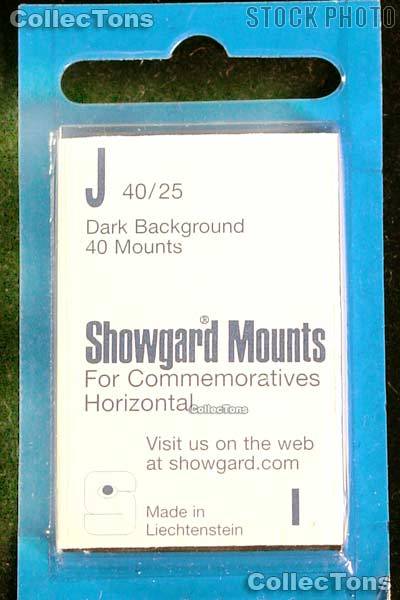 CollecTons
STOCK PHOTO
J 40/25
Dark Background
40 Mounts
Showgard® Mounts
For Commemoratives
Horizontal
CollecTons
Visit us on the web
at showgard.com
S
Made in
Liechtenstein
I
CollecTons